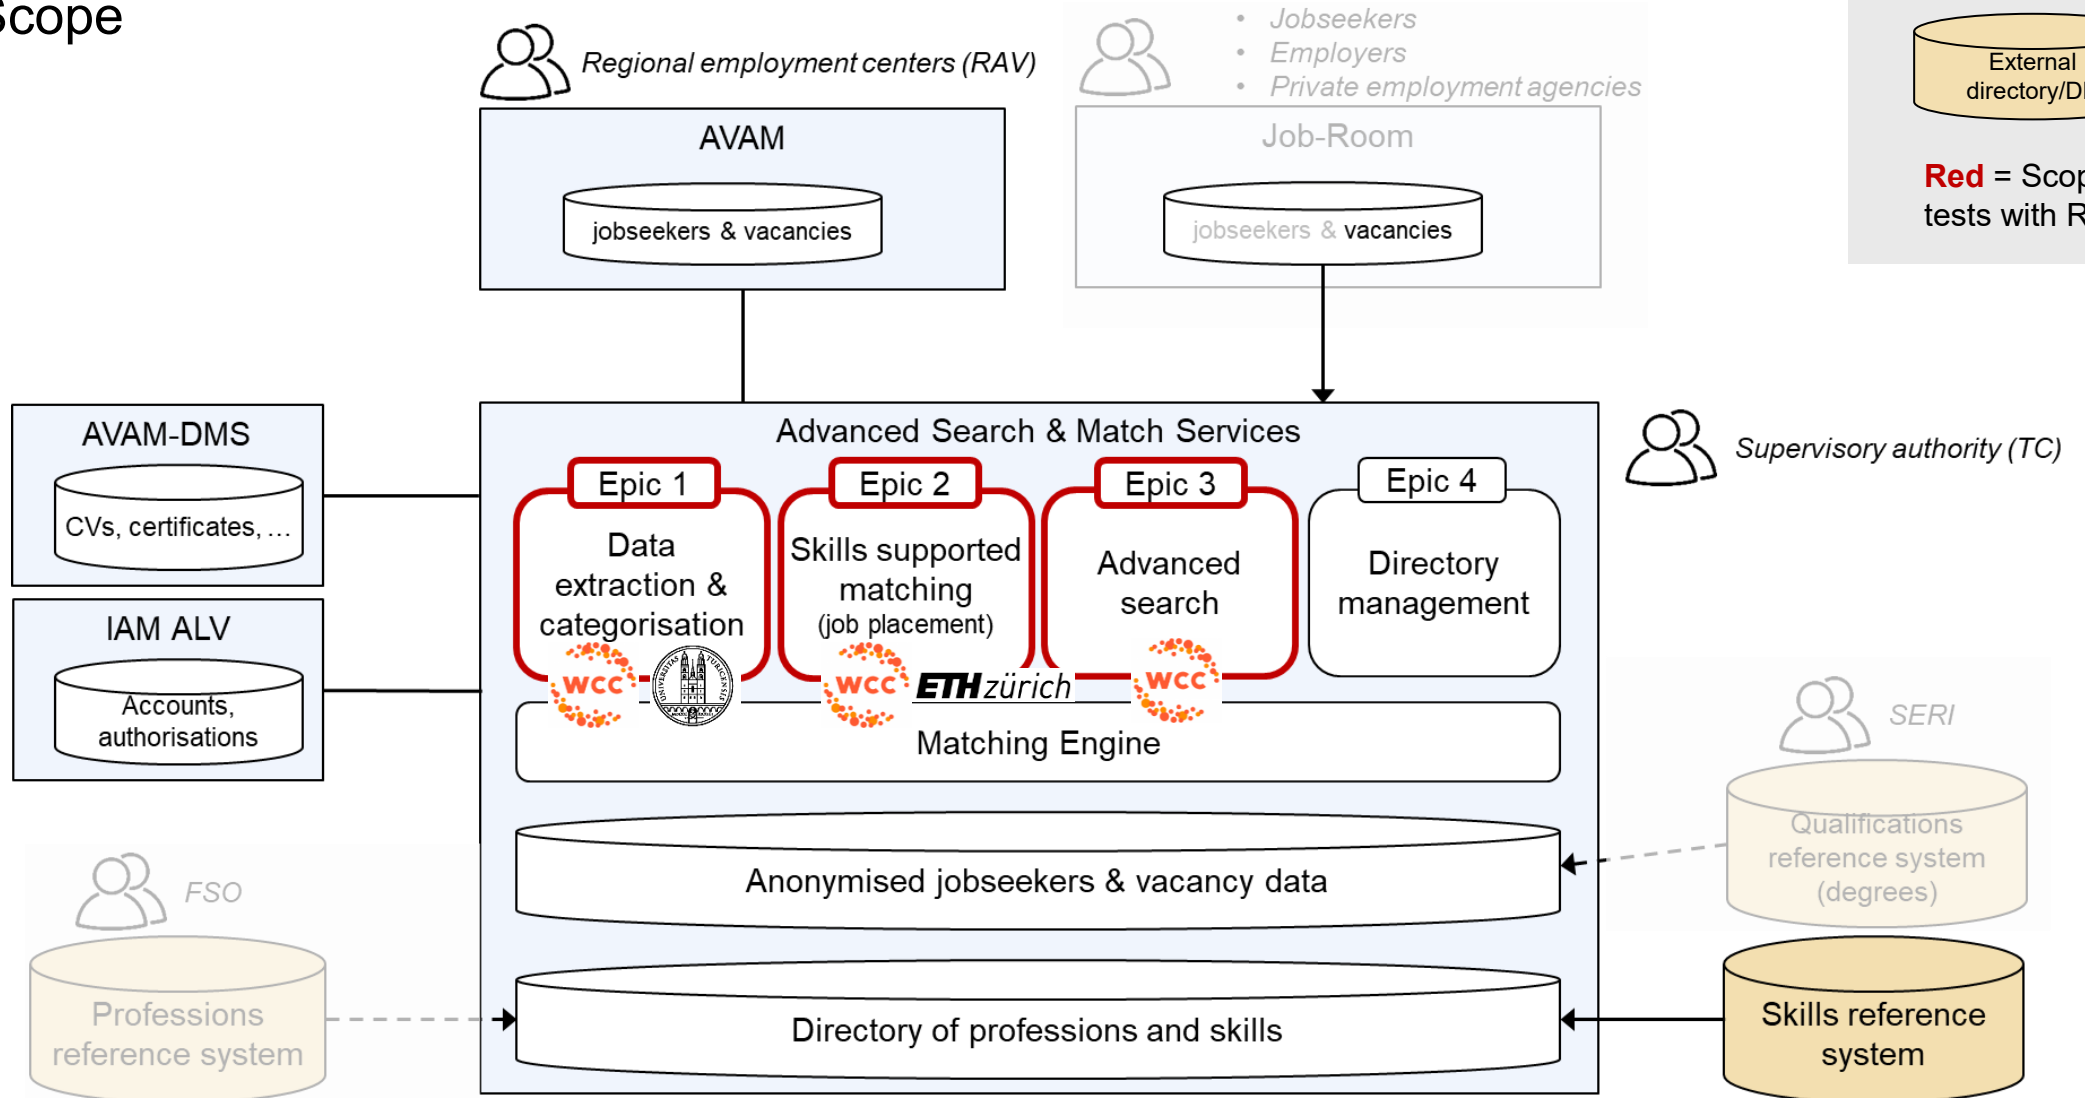 Scope
Regional employment centers (RAV)
• Jobseekers
• Employers
• Private employment agencies
External
directory/D
Red = Scop
tests with R
AVAM
jobseekers & vacancies
Job-Room
jobseekers & vacancies
AVAM-DMS
CVs, certificates, ...
IAM ALV
Accounts,
authorisations
Advanced Search & Match Services
Supervisory authority (TC)
Epic 1
Data
extraction &
categorisation
WCC
UNIVERSITAS TURICENSIS
Epic 2
Skills supported
matching
(job placement)
WCC
ETH zürich
Epic 3
Advanced
search
WCC
Epic 4
Directory
management
Matching Engine
Anonymised jobseekers & vacancy data
Directory of professions and skills
FSO
Professions
reference system
SERI
Qualifications
reference system
(degrees)
Skills reference
system